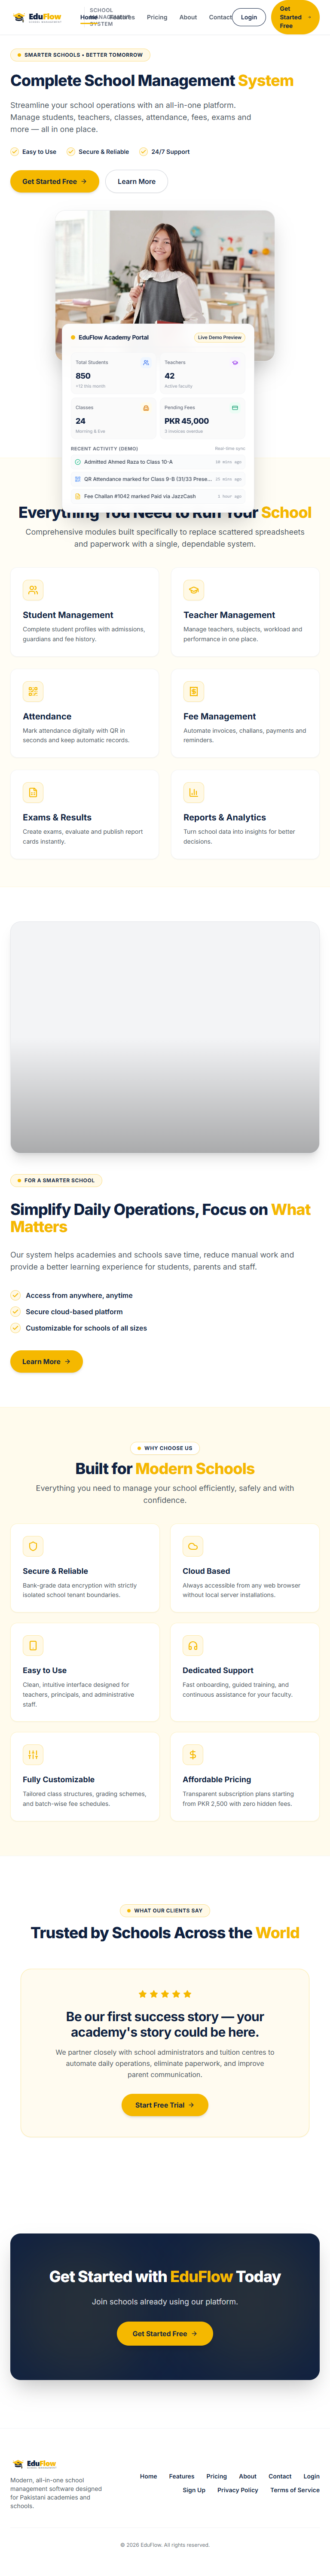 EduFlow
SCHOOL MANAGEMENT SYSTEM
Home
Features
Pricing
About
Contact
Login
Get Started Free
SMARTER SCHOOLS • BETTER TOMORROW
Complete School Management System
Streamline your school operations with an all-in-one platform.
Manage students, teachers, classes, attendance, fees, exams and
more — all in one place.
Easy to Use
Secure & Reliable
24/7 Support
Get Started Free
Learn More
EduFlow Academy Portal
Live Demo Preview
Total Students
850
+12 this month
Teachers
42
Active faculty
Classes
24
Morning & Eve
Pending Fees
PKR 45,000
3 invoices overdue
RECENT ACTIVITY (DEMO)
Real-time sync
Admitted Ahmed Raza to Class 10-A
10 mins ago
QR Attendance marked for Class 9-B (31/33 Prese...
25 mins ago
Fee Challan #1042 marked Paid via JazzCash
1 hour ago
Everything You Need to Run Your School
Comprehensive modules built specifically to replace scattered spreadsheets
and paperwork with a single, dependable system.
Student Management
Complete student profiles with admissions,
guardians and fee history.
Teacher Management
Manage teachers, subjects, workload and
performance in one place.
Attendance
Mark attendance digitally with QR in
seconds and keep automatic records.
Fee Management
Automate invoices, challans, payments and
reminders.
Exams & Results
Create exams, evaluate and publish report
cards instantly.
Reports & Analytics
Turn school data into insights for better
decisions.
FOR A SMARTER SCHOOL
Simplify Daily Operations, Focus on What
Matters
Our system helps academies and schools save time, reduce manual work and
provide a better learning experience for students, parents and staff.
Access from anywhere, anytime
Secure cloud-based platform
Customizable for schools of all sizes
Learn More
WHY CHOOSE US
Built for Modern Schools
Everything you need to manage your school efficiently, safely and with
confidence.
Secure & Reliable
Bank-grade data encryption with strictly
isolated school tenant boundaries.
Cloud Based
Always accessible from any web browser
without local server installations.
Easy to Use
Clean, intuitive interface designed for
teachers, principals, and administrative
staff.
Dedicated Support
Fast onboarding, guided training, and
continuous assistance for your faculty.
Fully Customizable
Tailored class structures, grading schemes,
and batch-wise fee schedules.
Affordable Pricing
Transparent subscription plans starting
from PKR 2,500 with zero hidden fees.
WHAT OUR CLIENTS SAY
Trusted by Schools Across the World
Be our first success story — your
academy's story could be here.
We partner closely with school administrators and tuition centres to
automate daily operations, eliminate paperwork, and improve
parent communication.
Start Free Trial
Get Started with EduFlow Today
Join schools already using our platform.
Get Started Free
EduFlow
Modern, all-in-one school
management software designed
for Pakistani academies and
schools.
Home
Features
Pricing
About
Contact
Login
Sign Up
Privacy Policy
Terms of Service
© 2026 EduFlow. All rights reserved.